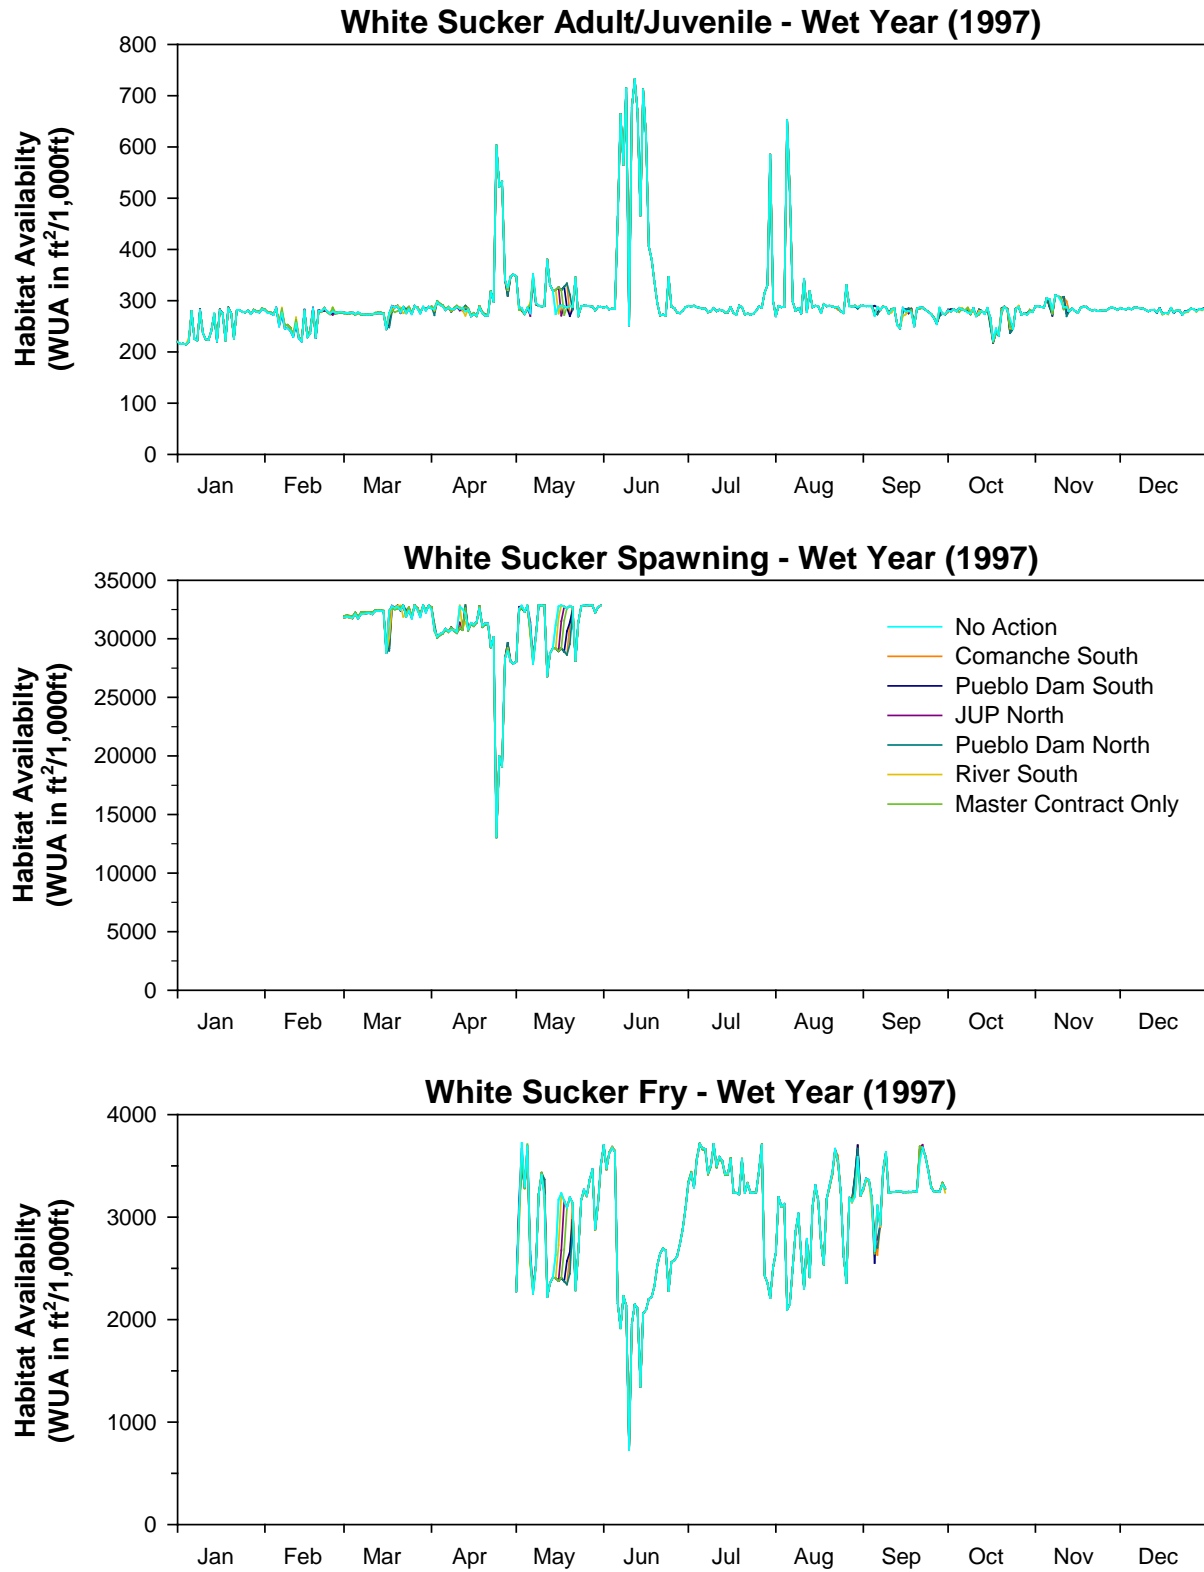 White Sucker Adult/Juvenile - Wet Year (1997)
Habitat Availabilty
(WUA in ft²/1,000ft)
800
700
600
500
400
300
200
100
0
Jan Feb Mar Apr May Jun Jul Aug Sep Oct Nov Dec
White Sucker Spawning - Wet Year (1997)
Habitat Availabilty
(WUA in ft²/1,000ft)
35000
30000
25000
20000
15000
10000
5000
0
No Action
Comanche South
Pueblo Dam South
JUP North
Pueblo Dam North
River South
Master Contract Only
Jan Feb Mar Apr May Jun Jul Aug Sep Oct Nov Dec
White Sucker Fry - Wet Year (1997)
Habitat Availabilty
(WUA in ft²/1,000ft)
4000
3000
2000
1000
0
Jan Feb Mar Apr May Jun Jul Aug Sep Oct Nov Dec